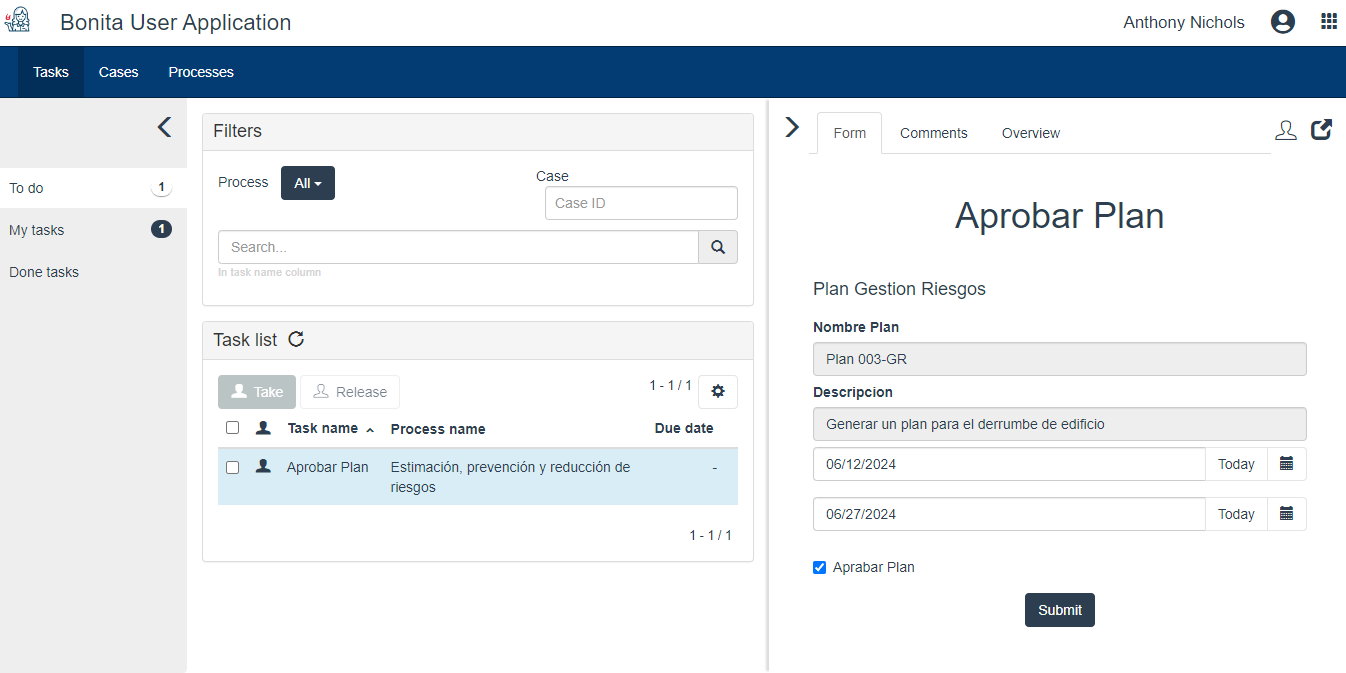 Bonita User Application
Anthony Nichols
Tasks
Cases
Processes
To do
1
My tasks
1
Done tasks
Filters
Process
All
Case
Case ID
Search...
In task name column
Task list
Take
Release
1 - 1 / 1
Task name
Process name
Due date
Aprobar Plan
Estimación, prevención y reducción de
riesgos
-
1 - 1 / 1
Form
Comments
Overview
Aprobar Plan
Plan Gestion Riesgos
Nombre Plan
Plan 003-GR
Descripcion
Generar un plan para el derrumbe de edificio
06/12/2024
Today
06/27/2024
Today
Aprabar Plan
Submit